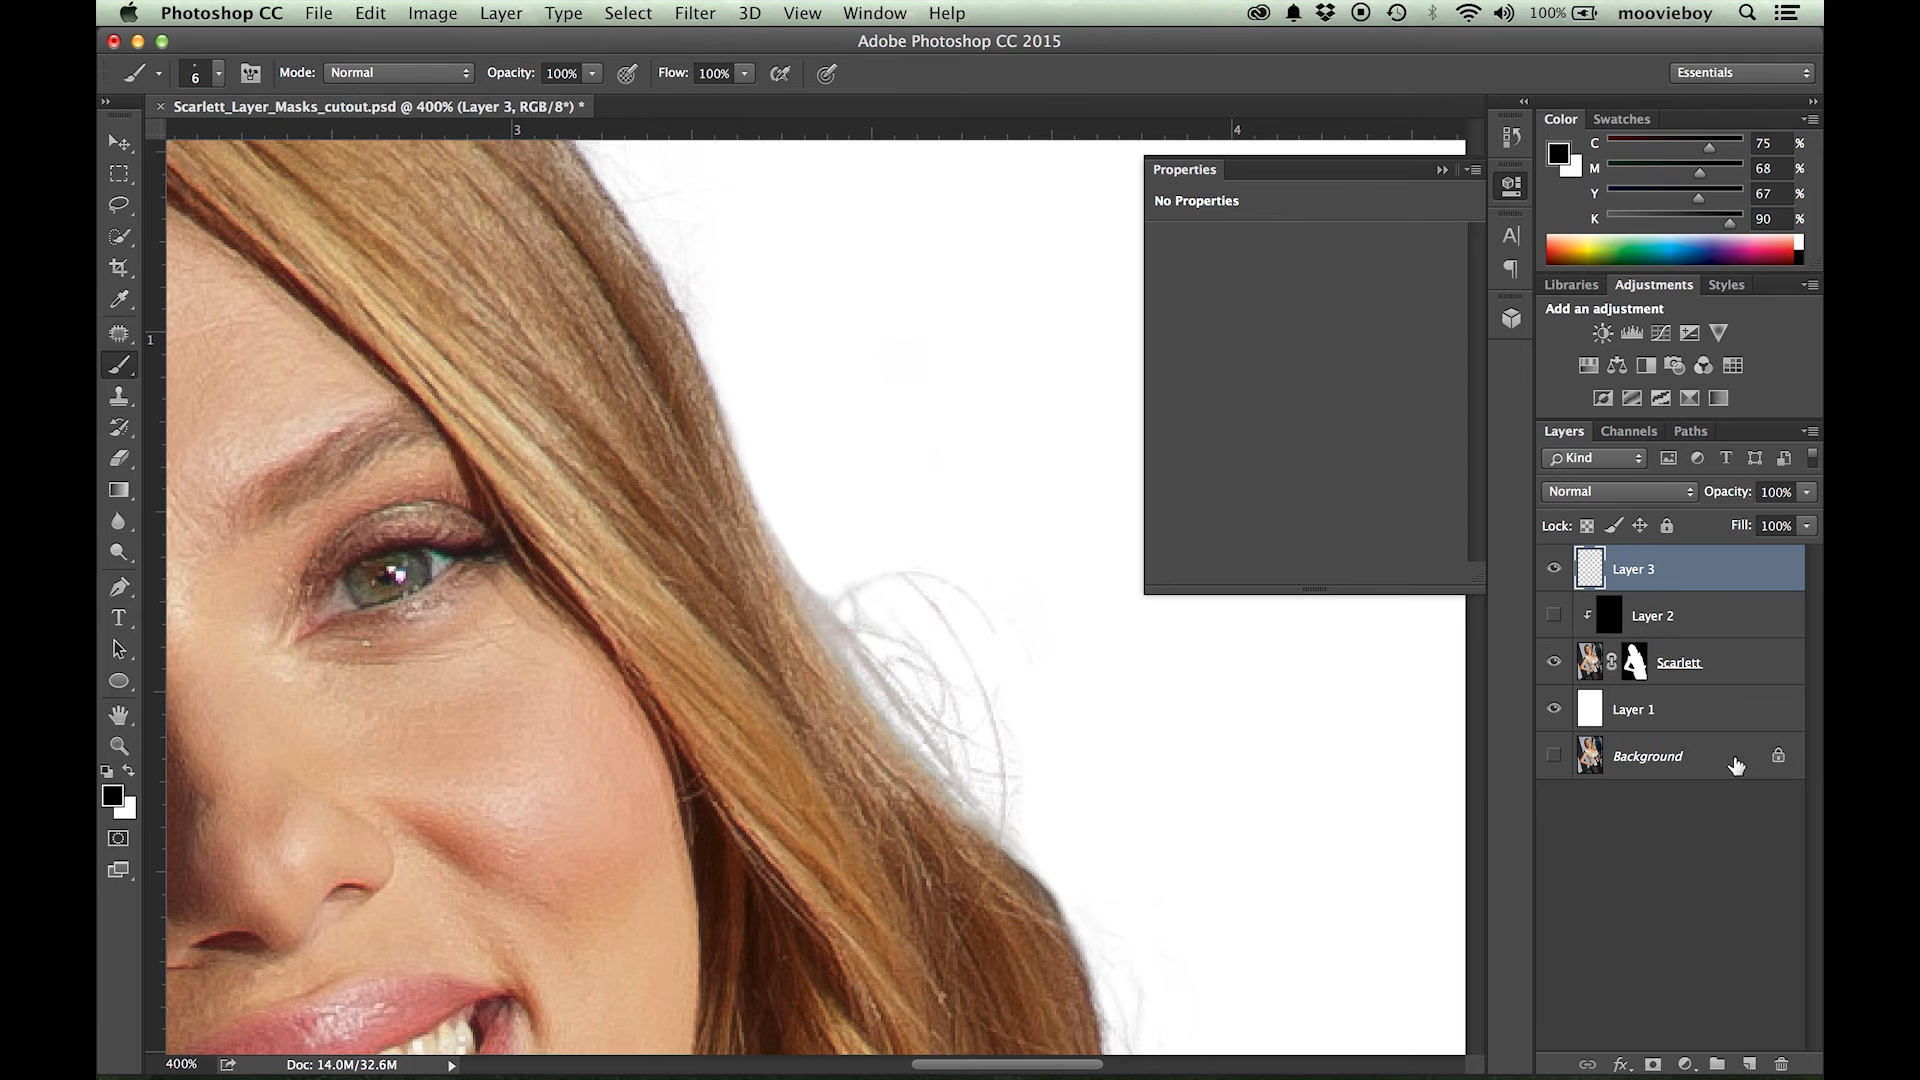 Photoshop CC File Edit Image Layer Type Select Filter 3D View Window Help 100% moovieboy
Adobe Photoshop CC 2015
6 Mode: Normal Opacity: 100% Flow: 100% Essentials
× Scarlett_Layer_Masks_cutout.psd @ 400% (Layer 3, RGB/8*) *
3 4
1
Properties
No Properties
Color Swatches
C 75 %
M 68 %
Y 67 %
K 90 %
Libraries Adjustments Styles
Add an adjustment
Layers Channels Paths
Kind
Normal Opacity: 100%
Lock: Fill: 100%
Layer 3
Layer 2
Scarlett
Layer 1
Background
400% Doc: 14.0M/32.6M